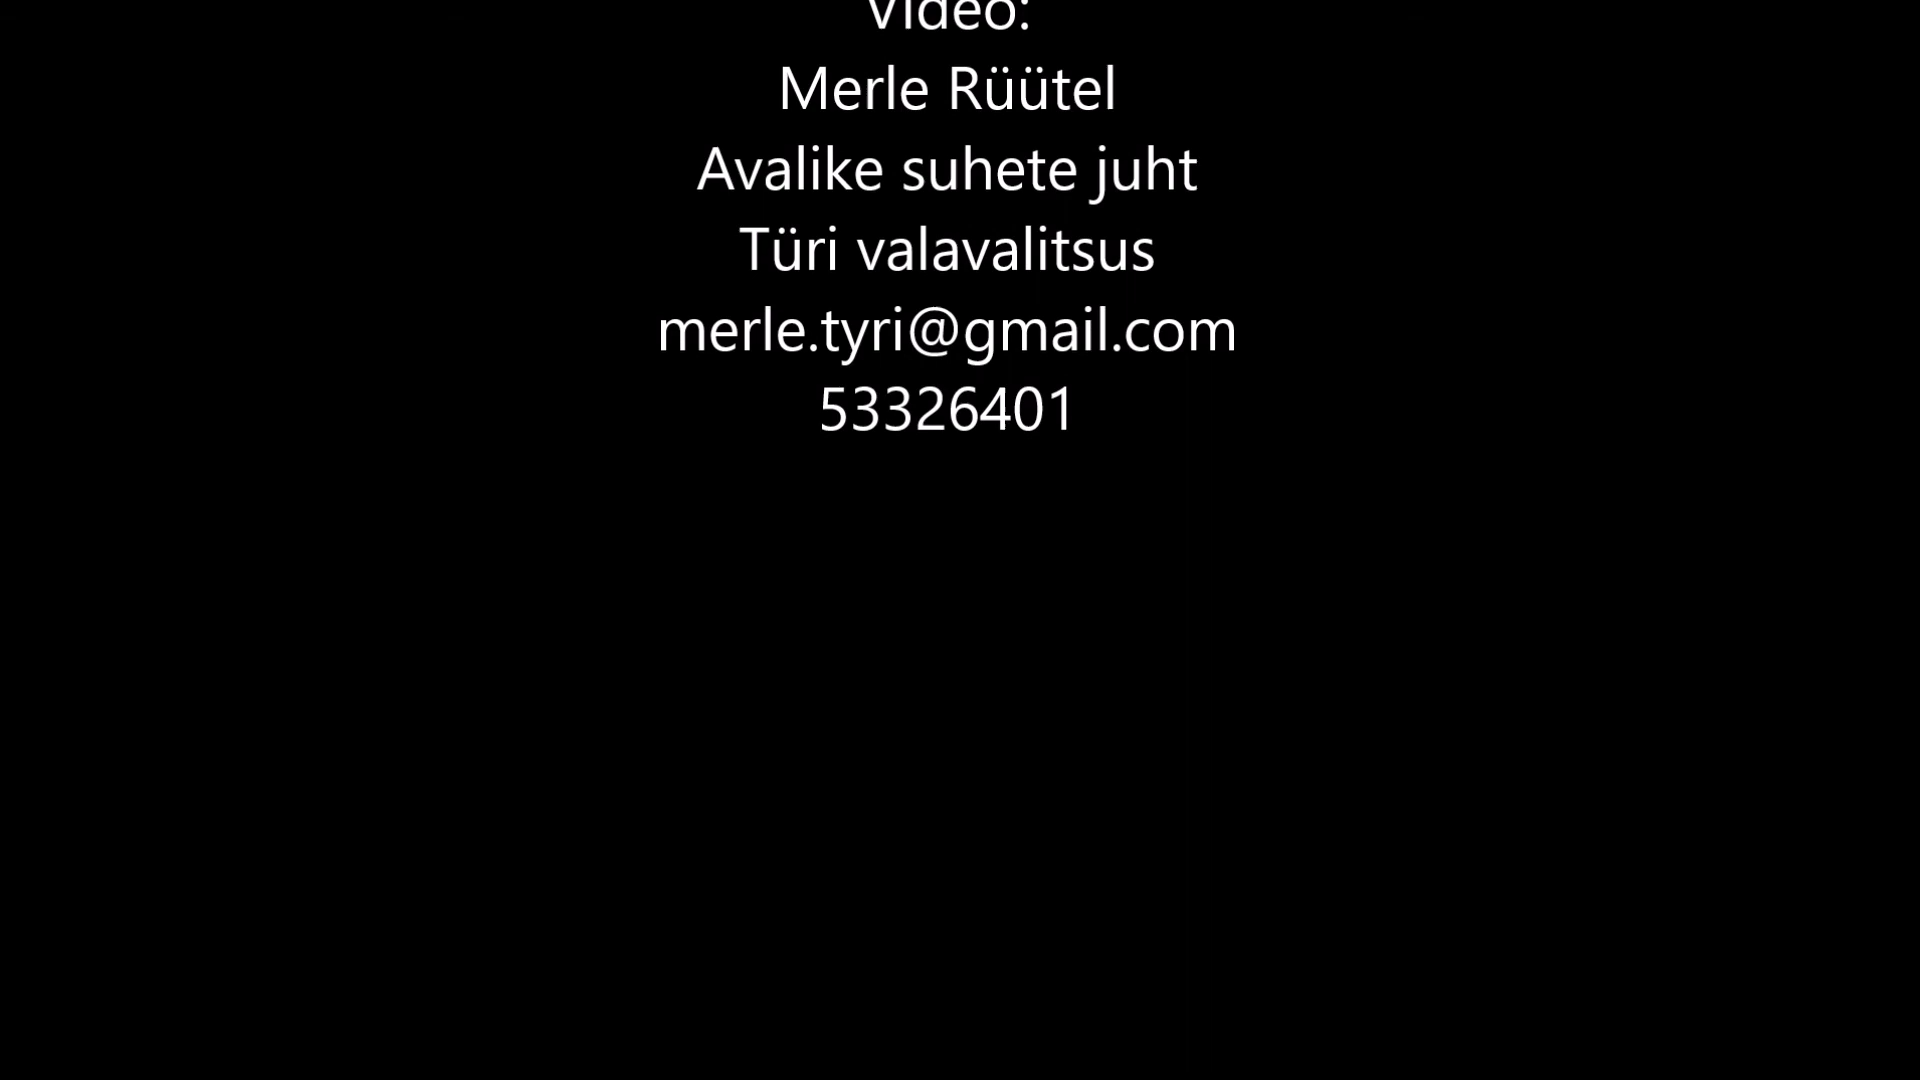 Video:
Merle Rüütel
Avalike suhete juht
Türi valavalitsus
merle.tyri@gmail.com
53326401